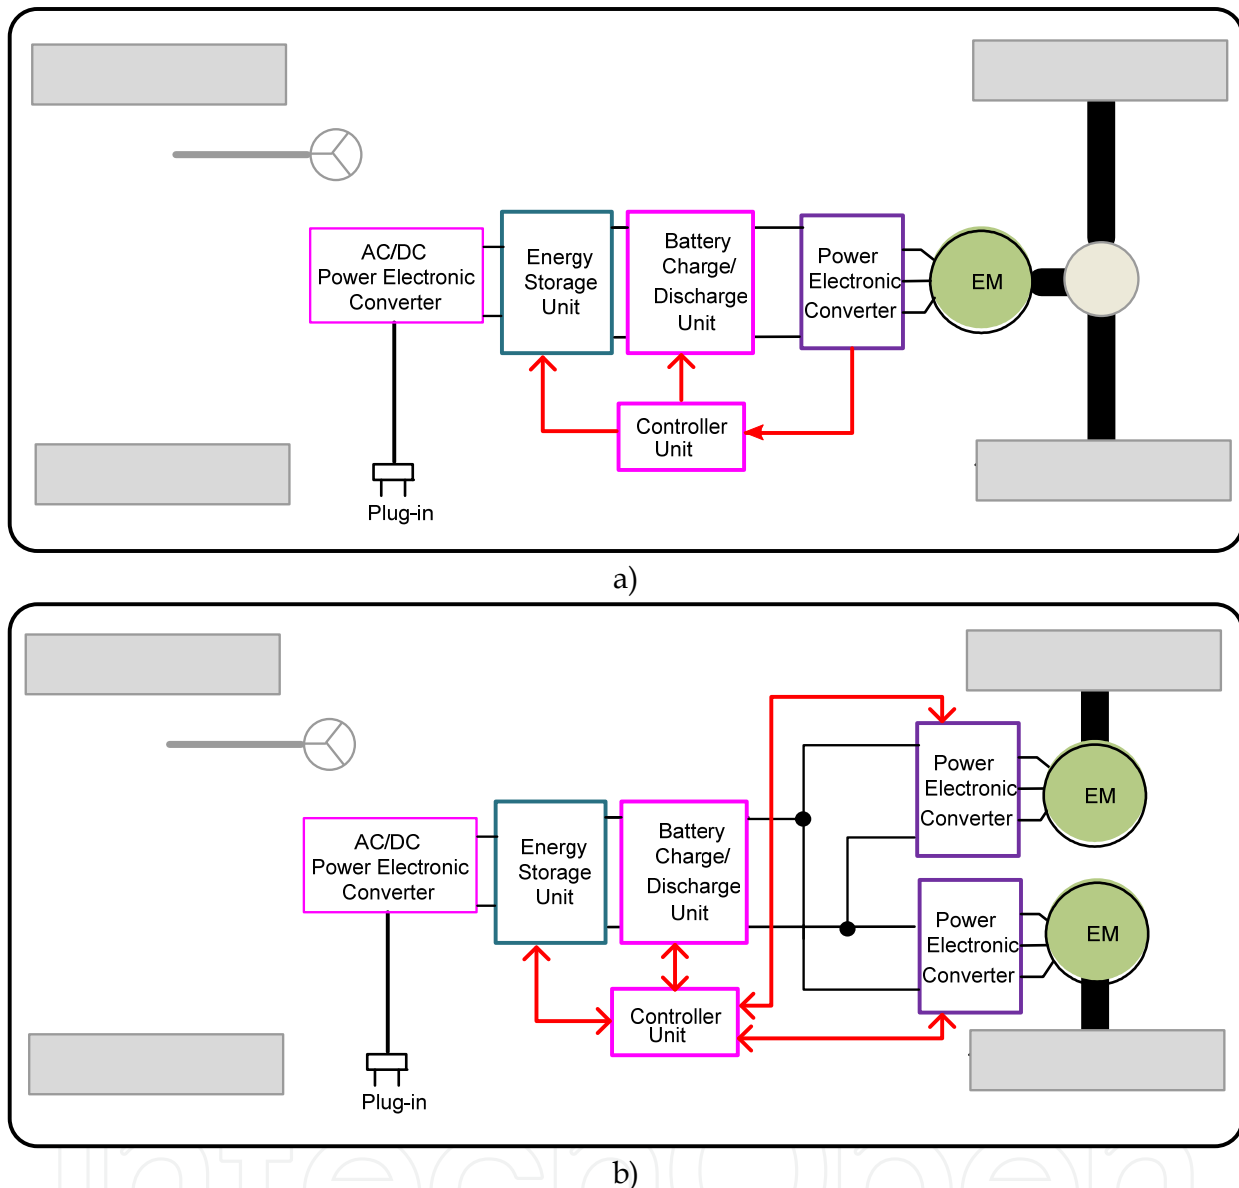 AC/DC
Power Electronic
Converter
Energy
Storage
Unit
Battery
Charge/
Discharge
Unit
Power
Electronic
Converter
EM
Controller
Unit
Plug-in
a)
Power
Electronic
Converter
EM
AC/DC
Power Electronic
Converter
Energy
Storage
Unit
Battery
Charge/
Discharge
Unit
Power
Electronic
Converter
EM
Controller
Unit
Plug-in
b)
IntechOpen